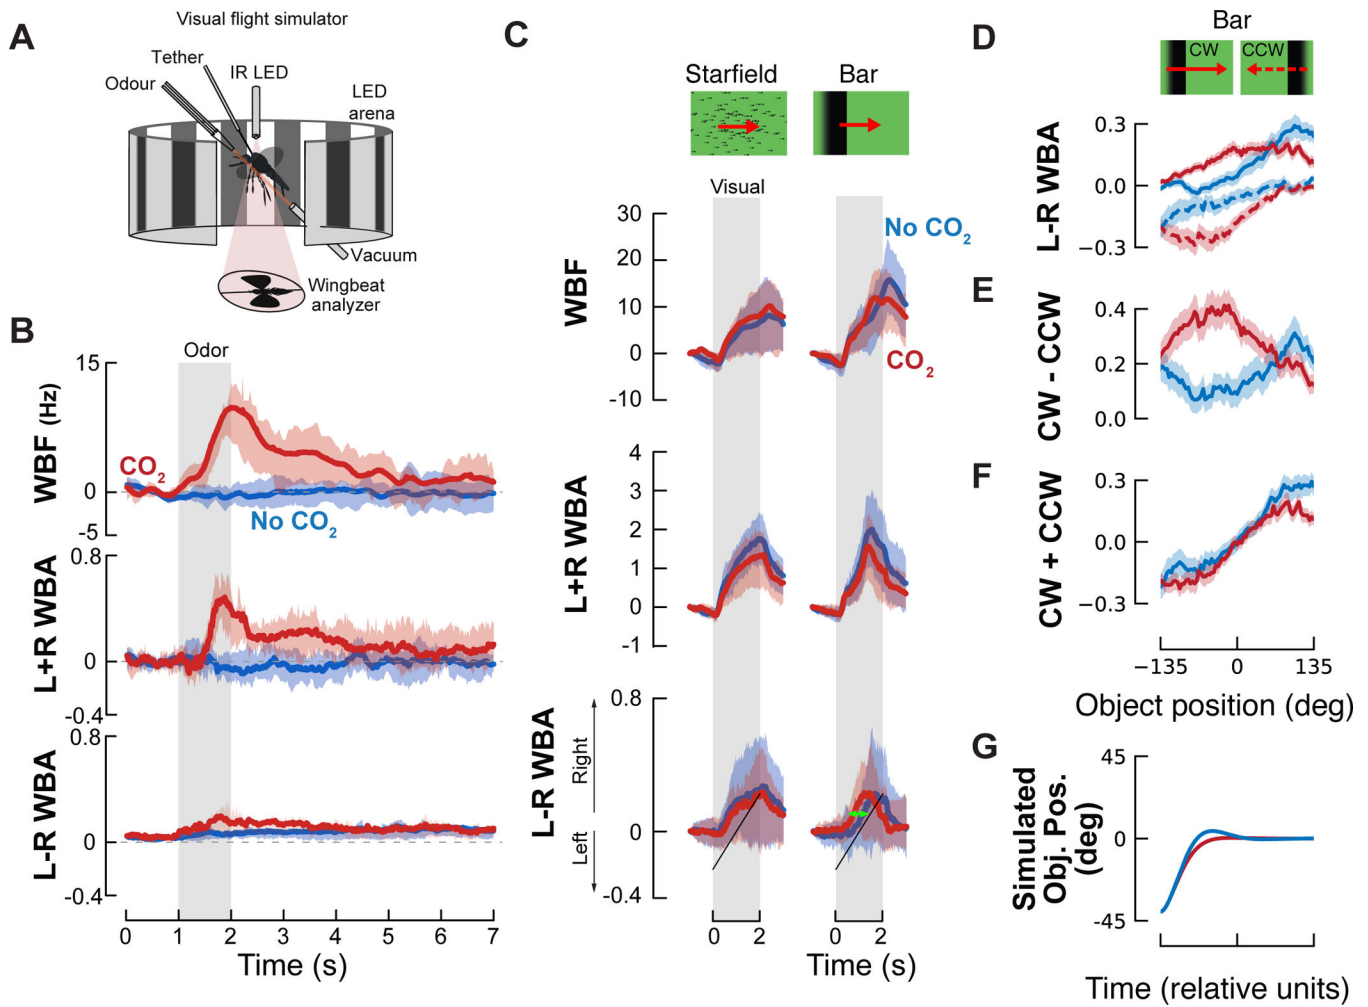 A
Visual flight simulator
Tether
IR LED
Odour
LED
arena
Vacuum
Wingbeat
analyzer
B
Odor
15
WBF (Hz)
CO2
0
No CO2
-5
0.8
L+R WBA
0
-0.4
0.8
L-R WBA
0
-0.4
0 1 2 3 4 5 6 7
Time (s)
C
Starfield Bar
Visual
30
No CO2
20
WBF
10
0
CO2
-10
4
3
L+R WBA
2
1
0
-1
0.8
L-R WBA
Right
0
Left
-0.4
0 2 0 2
Time (s)
D
Bar
CW CCW
0.3
L-R WBA
0.0
−0.3
E
0.4
CW - CCW
0.2
0.0
F
0.3
CW + CCW
0.0
−0.3
−135 0 135
Object position (deg)
G
45
Simulated
Obj. Pos.
(deg)
0
-45
Time (relative units)